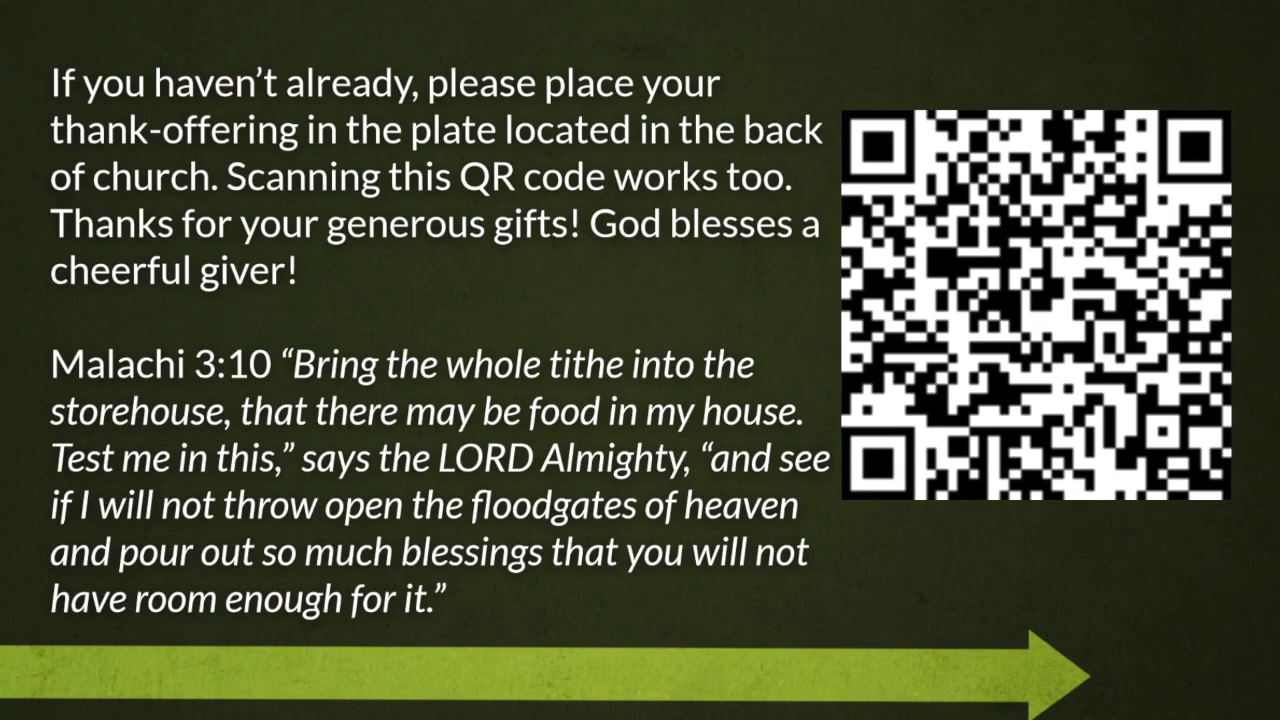 If you haven’t already, please place your
thank-offering in the plate located in the back
of church. Scanning this QR code works too.
Thanks for your generous gifts! God blesses a
cheerful giver!
Malachi 3:10 “Bring the whole tithe into the
storehouse, that there may be food in my house.
Test me in this,” says the LORD Almighty, “and see
if I will not throw open the floodgates of heaven
and pour out so much blessings that you will not
have room enough for it.”